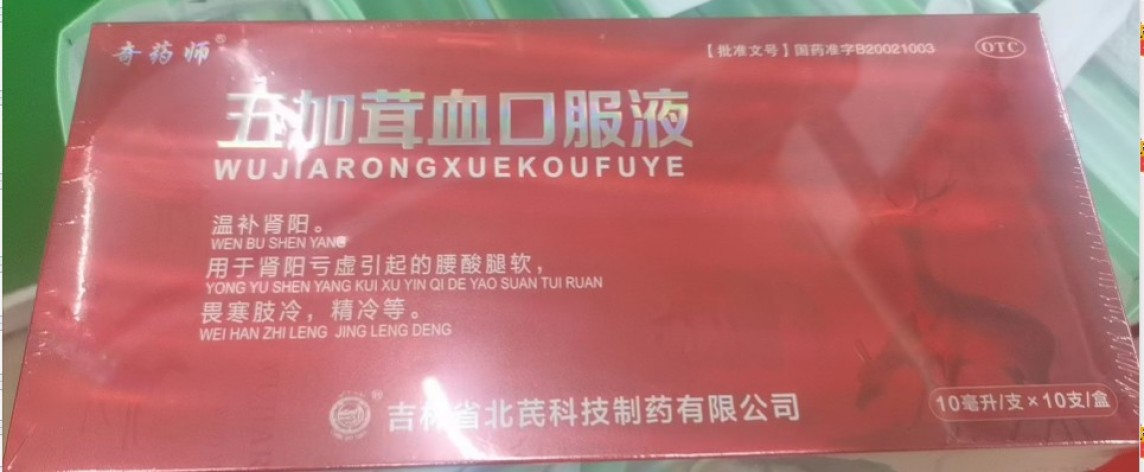 奇药师®
【批准文号】国药准字B20021003
OTC
五加茸血口服液
WUJIARONGXUEKOUFUYE
温补肾阳。
WEN BU SHEN YANG
用于肾阳亏虚引起的腰酸腿软，
YONG YU SHEN YANG KUI XU YIN QI DE YAO SUAN TUI RUAN
畏寒肢冷，精冷等。
WEI HAN ZHI LENG JING LENG DENG
吉林省北芪科技制药有限公司
10毫升/支×10支/盒